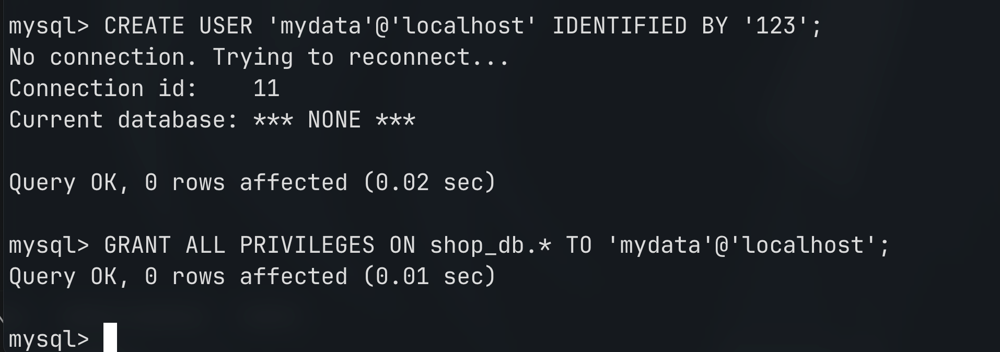 mysql> CREATE USER 'mydata'@'localhost' IDENTIFIED BY '123';
No connection. Trying to reconnect...
Connection id:    11
Current database: *** NONE ***

Query OK, 0 rows affected (0.02 sec)

mysql> GRANT ALL PRIVILEGES ON shop_db.* TO 'mydata'@'localhost';
Query OK, 0 rows affected (0.01 sec)

mysql>